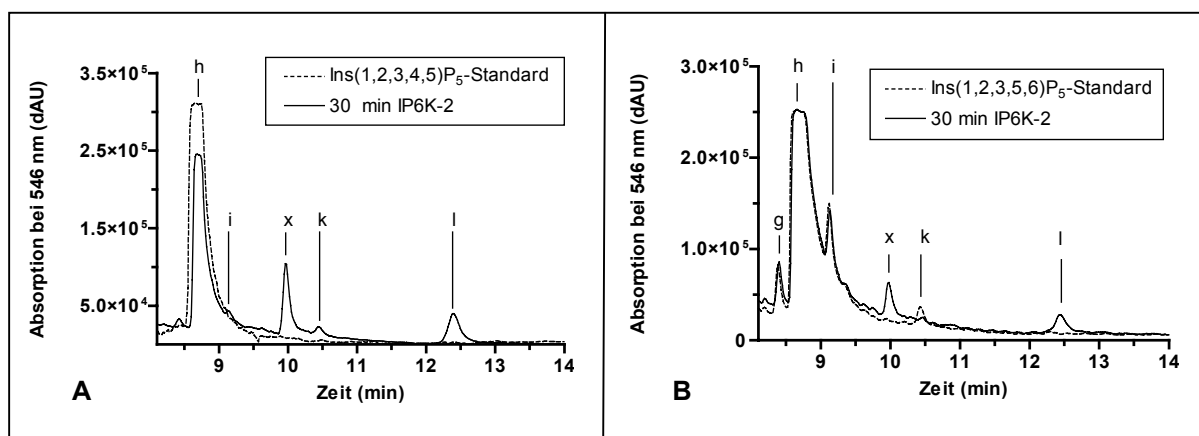 Absorption bei 546 nm (dAU)
3.5×10⁵
2.5×10⁵
1.5×10⁵
5.0×10⁴
h
i
x
k
l
Ins(1,2,3,4,5)P₅-Standard
30 min IP6K-2
9
10
11
12
13
14
Zeit (min)
A
Absorption bei 546 nm (dAU)
3.0×10⁵
2.0×10⁵
1.0×10⁵
0
g
h
i
x
k
l
Ins(1,2,3,5,6)P₅-Standard
30 min IP6K-2
9
10
11
12
13
14
Zeit (min)
B